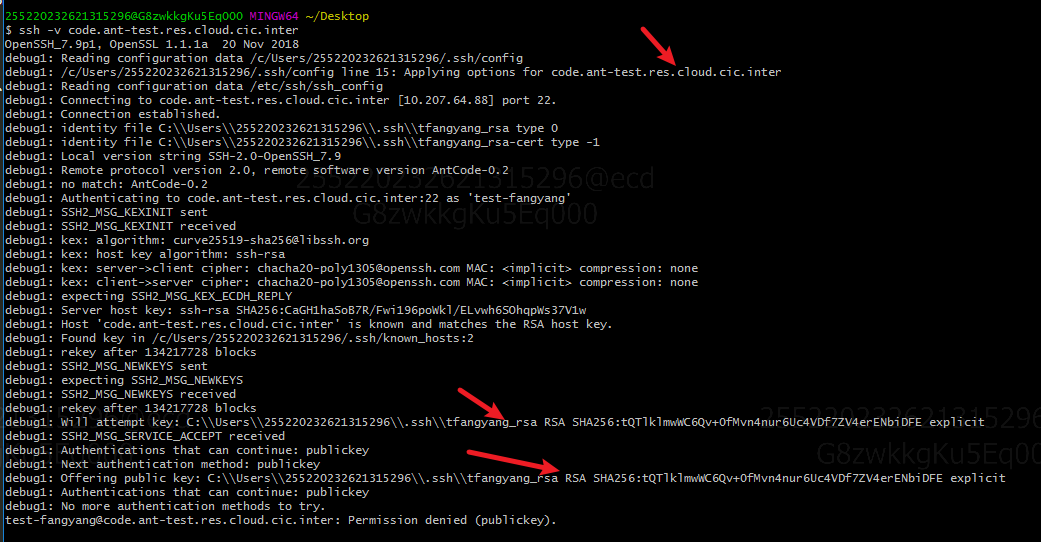 255220232621315296@G8zwkkgKu5Eq000 MINGW64 ~/Desktop
$ ssh -v code.ant-test.res.cloud.cic.inter
OpenSSH_7.9p1, OpenSSL 1.1.1a  20 Nov 2018
debug1: Reading configuration data /c/Users/255220232621315296/.ssh/config
debug1: /c/Users/255220232621315296/.ssh/config line 15: Applying options for code.ant-test.res.cloud.cic.inter
debug1: Reading configuration data /etc/ssh/ssh_config
debug1: Connecting to code.ant-test.res.cloud.cic.inter [10.207.64.88] port 22.
debug1: Connection established.
debug1: identity file C:\\Users\\255220232621315296\\.ssh\\tfangyang_rsa type 0
debug1: identity file C:\\Users\\255220232621315296\\.ssh\\tfangyang_rsa-cert type -1
debug1: Local version string SSH-2.0-OpenSSH_7.9
debug1: Remote protocol version 2.0, remote software version AntCode-0.2
debug1: no match: AntCode-0.2
255220232621315296@ecd
debug1: Authenticating to code.ant-test.res.cloud.cic.inter:22 as 'test-fangyang'
debug1: SSH2_MSG_KEXINIT sent
G8zwkkgKu5Eq000
debug1: SSH2_MSG_KEXINIT received
debug1: kex: algorithm: curve25519-sha256@libssh.org
debug1: kex: host key algorithm: ssh-rsa
debug1: kex: server->client cipher: chacha20-poly1305@openssh.com MAC: <implicit> compression: none
debug1: kex: client->server cipher: chacha20-poly1305@openssh.com MAC: <implicit> compression: none
debug1: expecting SSH2_MSG_KEX_ECDH_REPLY
debug1: Server host key: ssh-rsa SHA256:CaGH1haSoB7R/Fwi196poWkl/ELvwh6SOhqpWs37V1w
debug1: Host 'code.ant-test.res.cloud.cic.inter' is known and matches the RSA host key.
debug1: Found key in /c/Users/255220232621315296/.ssh/known_hosts:2
debug1: rekey after 134217728 blocks
debug1: SSH2_MSG_NEWKEYS sent
debug1: expecting SSH2_MSG_NEWKEYS
debug1: SSH2_MSG_NEWKEYS received
debug1: rekey after 134217728 blocks
debug1: Will attempt key: C:\\Users\\255220232621315296\\.ssh\\tfangyang_rsa RSA SHA256:tQTlklmwWC6Qv+0fMvn4nur6Uc4VDf7ZV4erENbiDFE explicit
debug1: SSH2_MSG_SERVICE_ACCEPT received
debug1: Authentications that can continue: publickey
debug1: Next authentication method: publickey
debug1: Offering public key: C:\\Users\\255220232621315296\\.ssh\\tfangyang_rsa RSA SHA256:tQTlklmwWC6Qv+0fMvn4nur6Uc4VDf7ZV4erENbiDFE explicit
debug1: Authentications that can continue: publickey
debug1: No more authentication methods to try.
test-fangyang@code.ant-test.res.cloud.cic.inter: Permission denied (publickey).